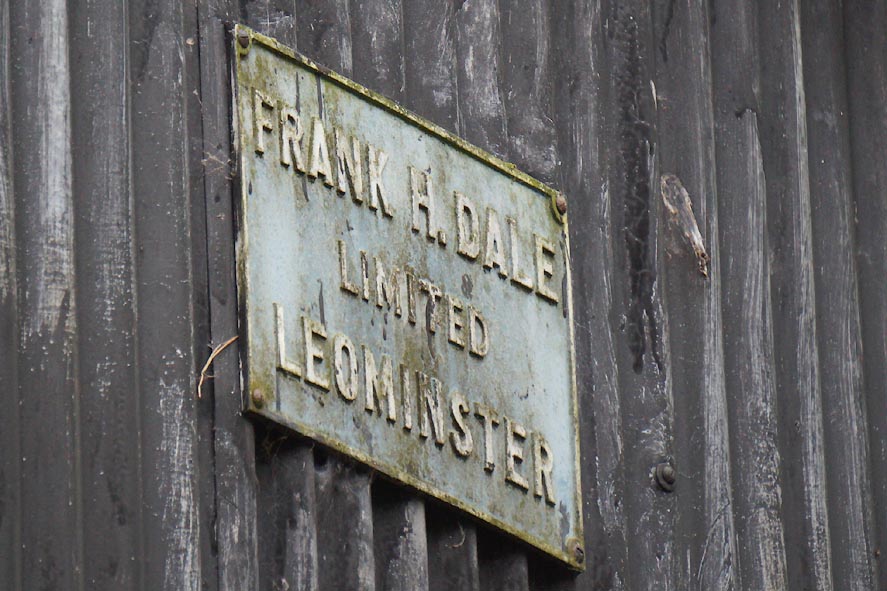 FRANK H. DALE
LIMITED
LEOMINSTER